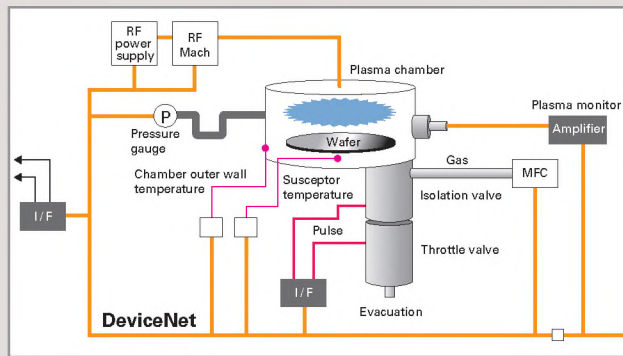 RF
power
supply
RF
Mach
Plasma chamber
P
Pressure
gauge
Plasma monitor
Amplifier
Wafer
Chamber outer wall
temperature
Susceptor
temperature
Gas
MFC
Isolation valve
I/F
Pulse
Throttle valve
I/F
Evacuation
DeviceNet